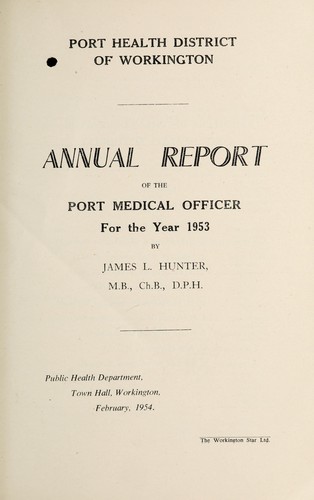 PORT HEALTH DISTRICT
OF WORKINGTON
ANNUAL REPORT
OF THE
PORT MEDICAL OFFICER
For the Year 1953
BY
JAMES L. HUNTER,
M.B., Ch.B., D.P.H.
Public Health Department,
Town Hall, Workington.
February, 1954.
The Workington Star Ltd.